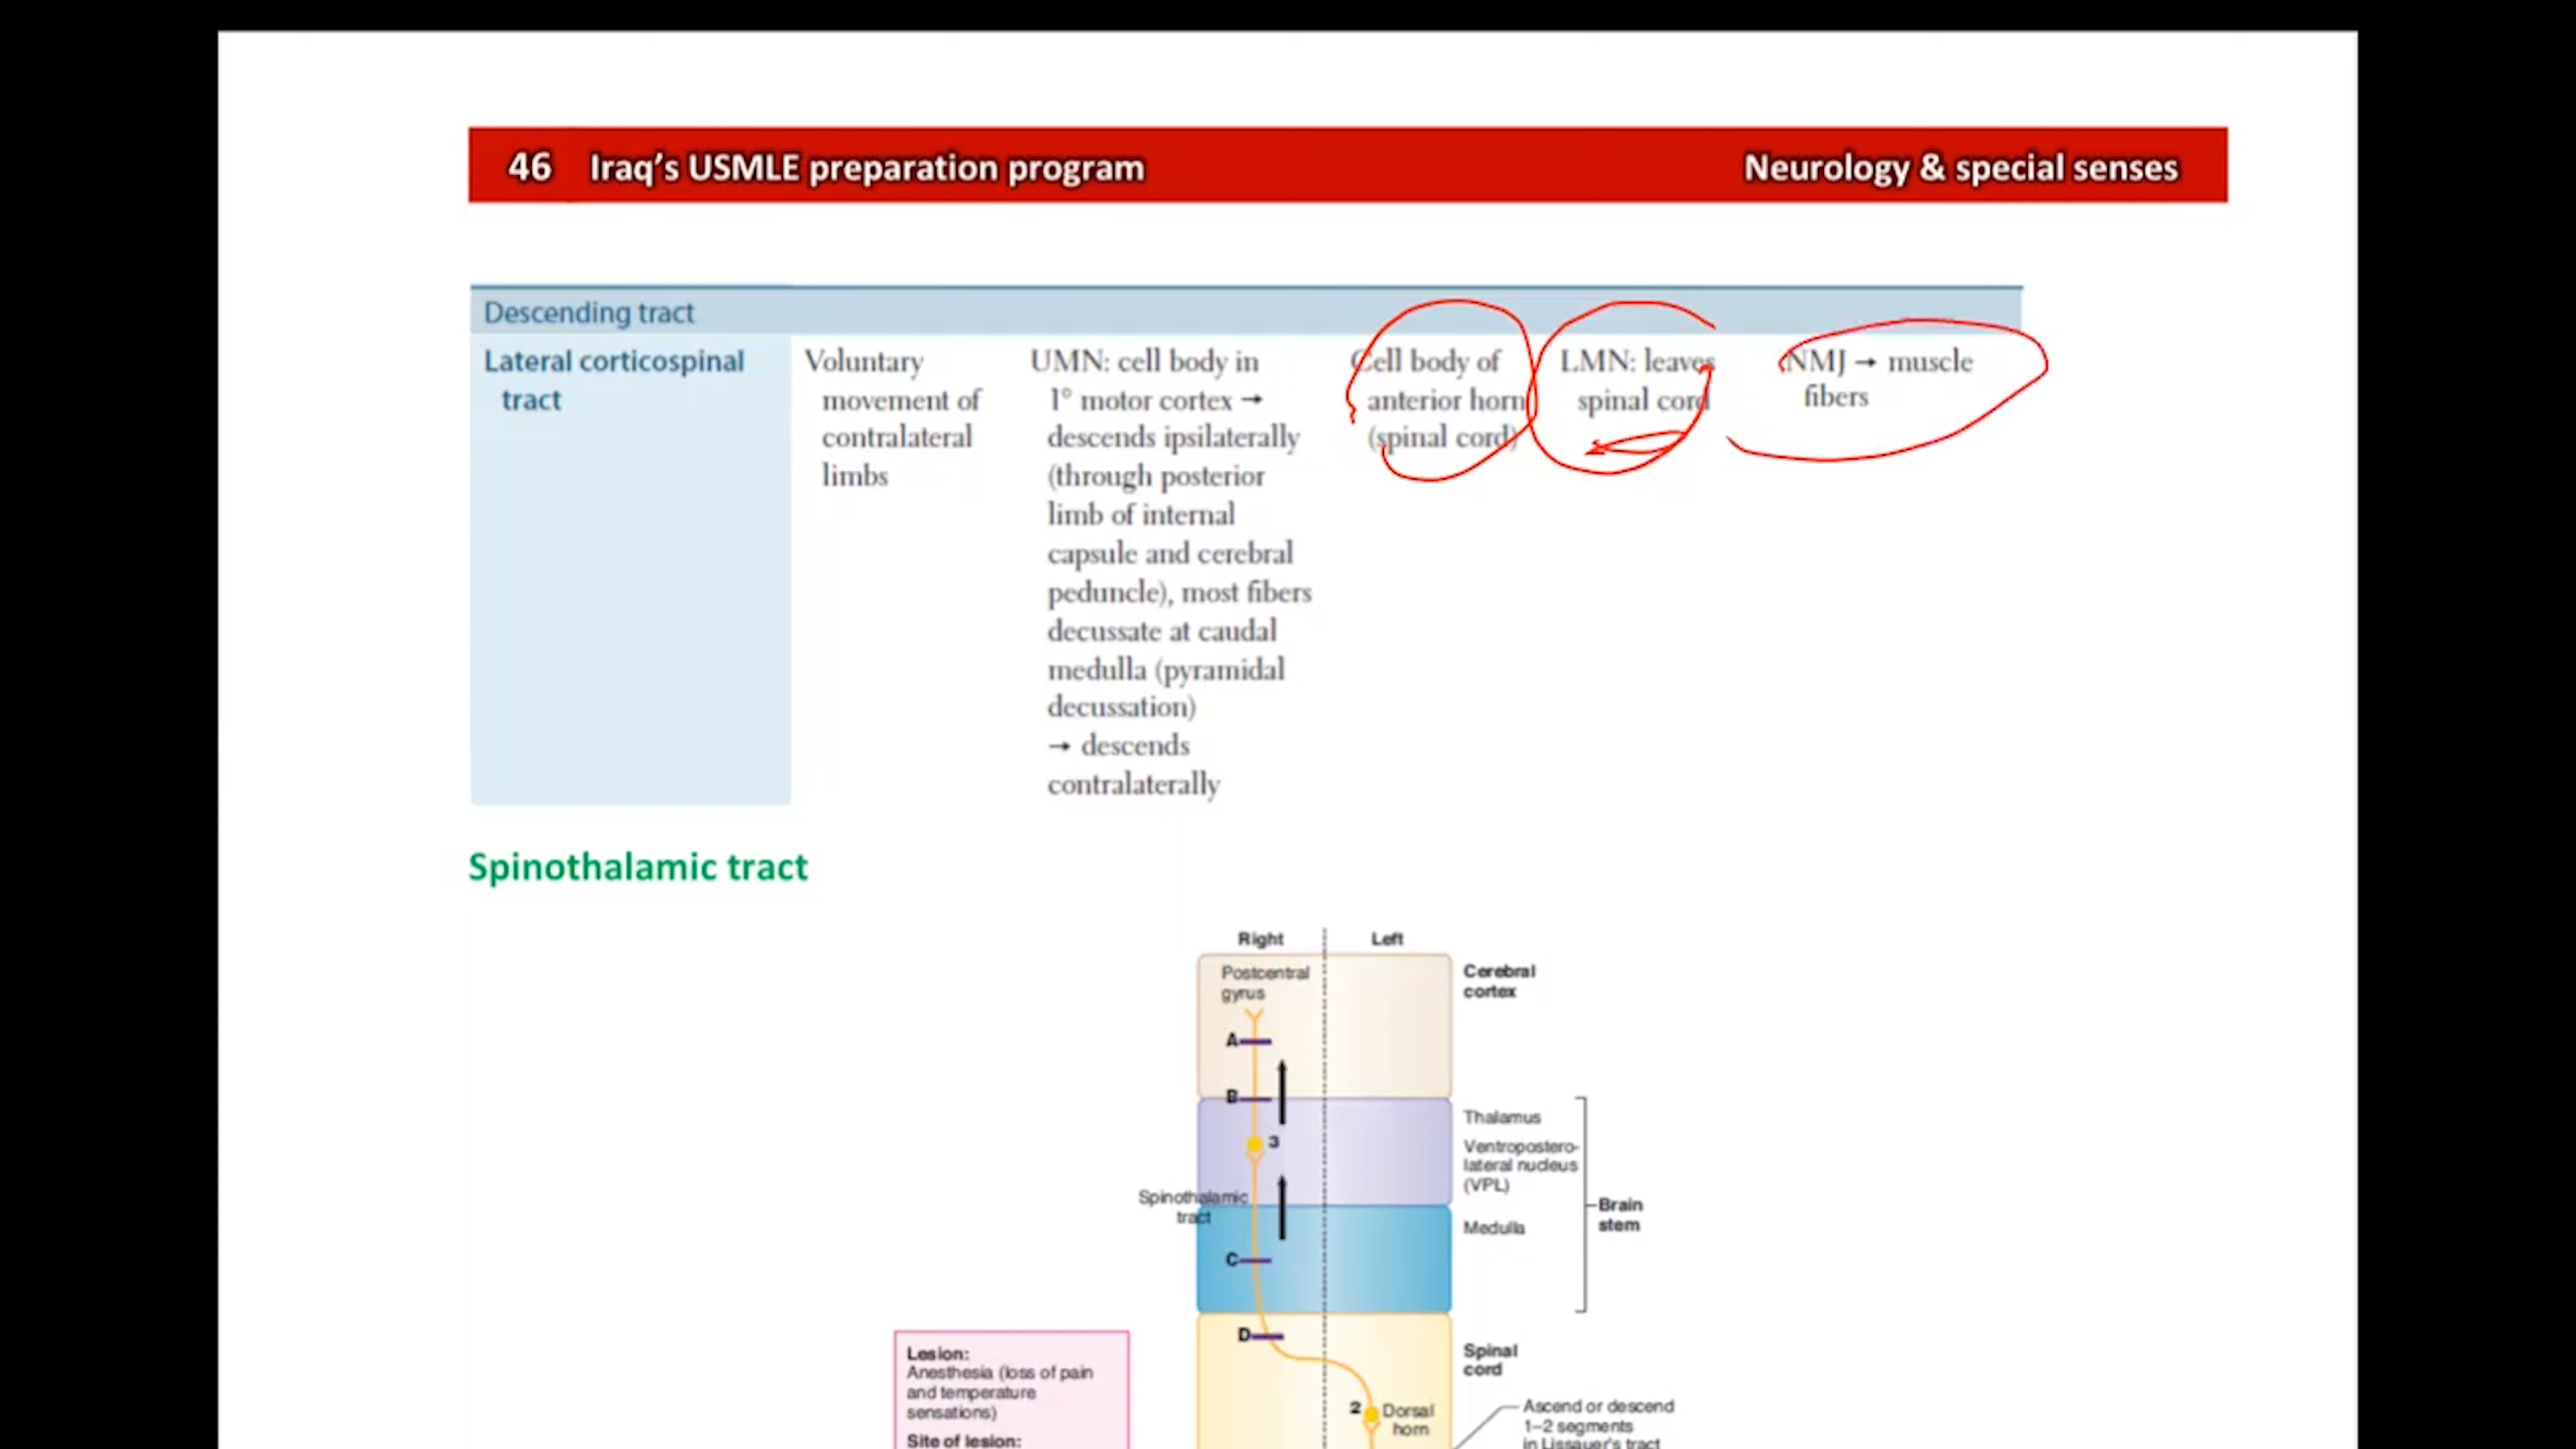 46 Iraq's USMLE preparation program
Neurology & special senses
Descending tract
Lateral corticospinal
tract
Voluntary
movement of
contralateral
limbs
UMN: cell body in
1° motor cortex →
descends ipsilaterally
(through posterior
limb of internal
capsule and cerebral
peduncle), most fibers
decussate at caudal
medulla (pyramidal
decussation)
→ descends
contralaterally
Cell body of
anterior horn
(spinal cord)
LMN: leaves
spinal cord
NMJ → muscle
fibers
Spinothalamic tract
Right
Left
Postcentral
gyrus
Cerebral
cortex
A
B
Thalamus
3
Ventropostero-
lateral nucleus
(VPL)
Spinothalamic
tract
Brain
stem
Medulla
C
D
Spinal
cord
Lesion:
Anesthesia (loss of pain
and temperature
sensations)
Site of lesion:
2
Dorsal
horn
Ascend or descend
1–2 segments
in Lissauer's tract